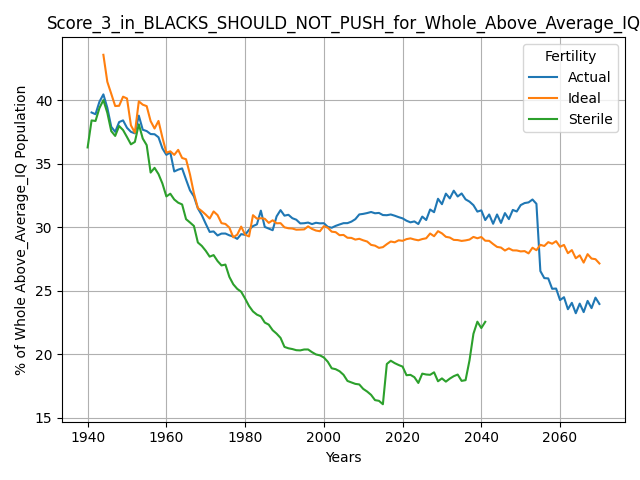 Score_3_in_BLACKS_SHOULD_NOT_PUSH_for_Whole_Above_Average_IQ
% of Whole Above_Average_IQ Population
40
35
30
25
20
15
Fertility
Actual
Ideal
Sterile
1940 1960 1980 2000 2020 2040 2060
Years